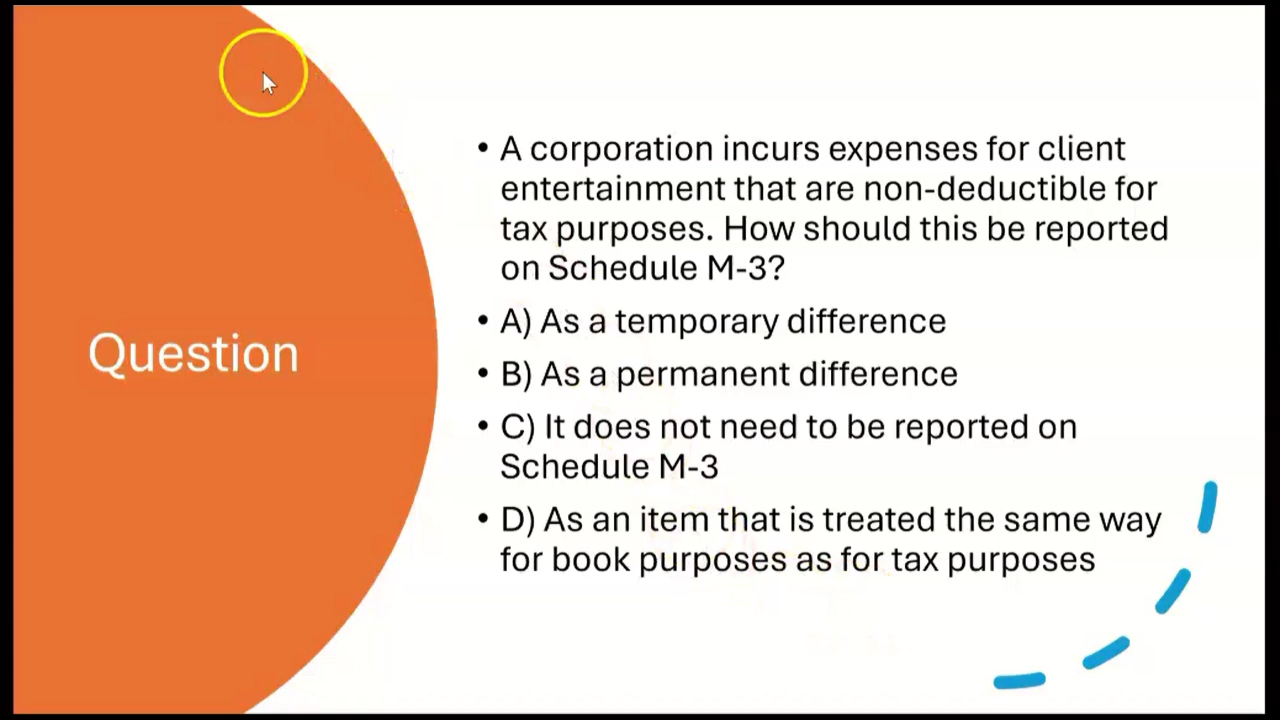 Question
• A corporation incurs expenses for client
entertainment that are non-deductible for
tax purposes. How should this be reported
on Schedule M-3?
• A) As a temporary difference
• B) As a permanent difference
• C) It does not need to be reported on
Schedule M-3
• D) As an item that is treated the same way
for book purposes as for tax purposes